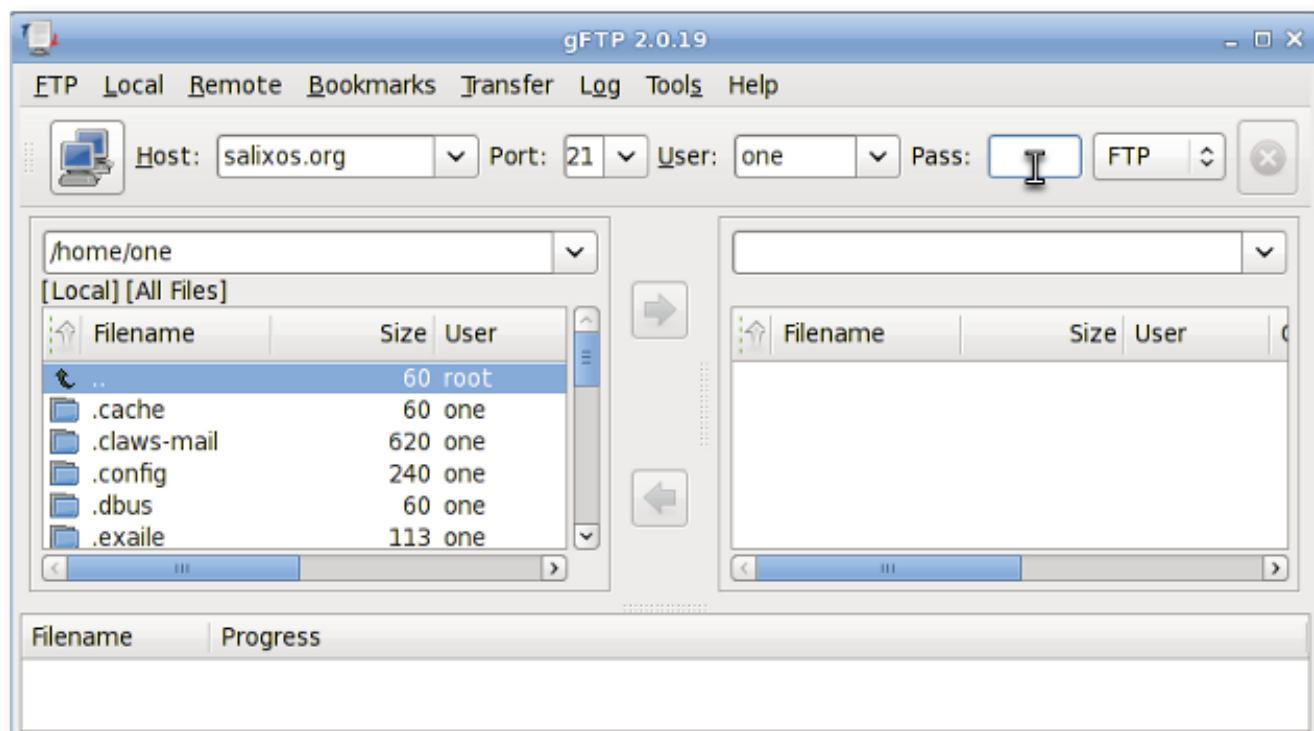 gFTP 2.0.19
FTP Local Remote Bookmarks Transfer Log Tools Help
Host: salixos.org Port: 21 User: one Pass: FTP
/home/one
[Local] [All Files]
Filename Size User
.. 60 root
.cache 60 one
.claws-mail 620 one
.config 240 one
.dbus 60 one
.exaile 113 one
Filename Size User
Filename Progress